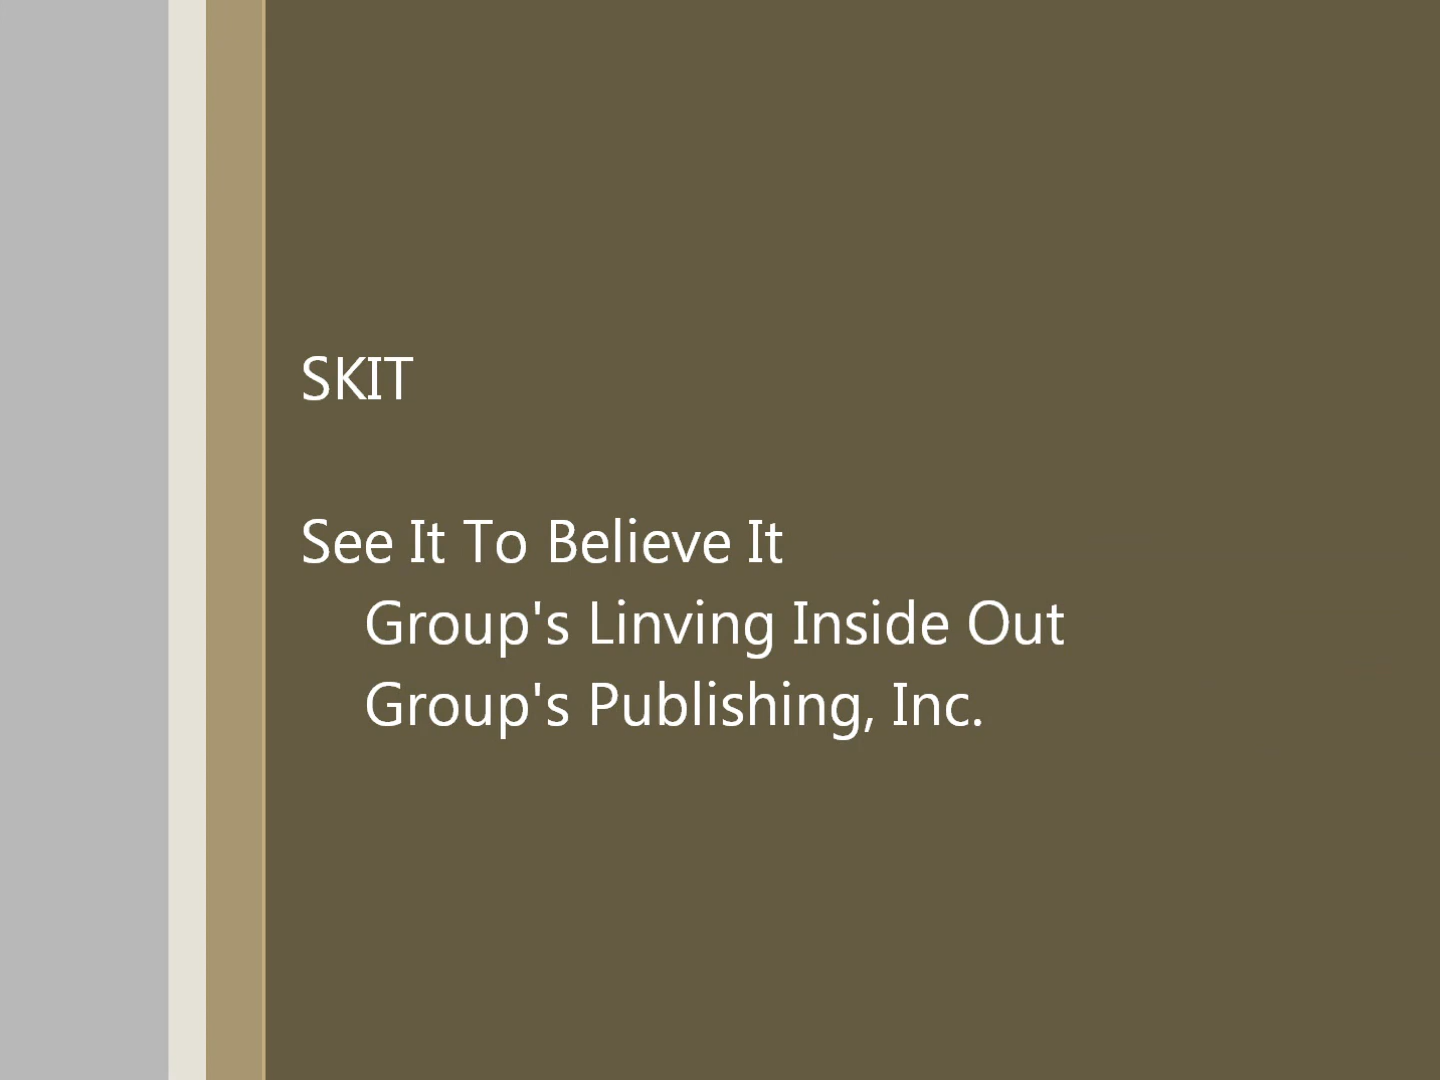 SKIT
See It To Believe It
Group's Linving Inside Out
Group's Publishing, Inc.